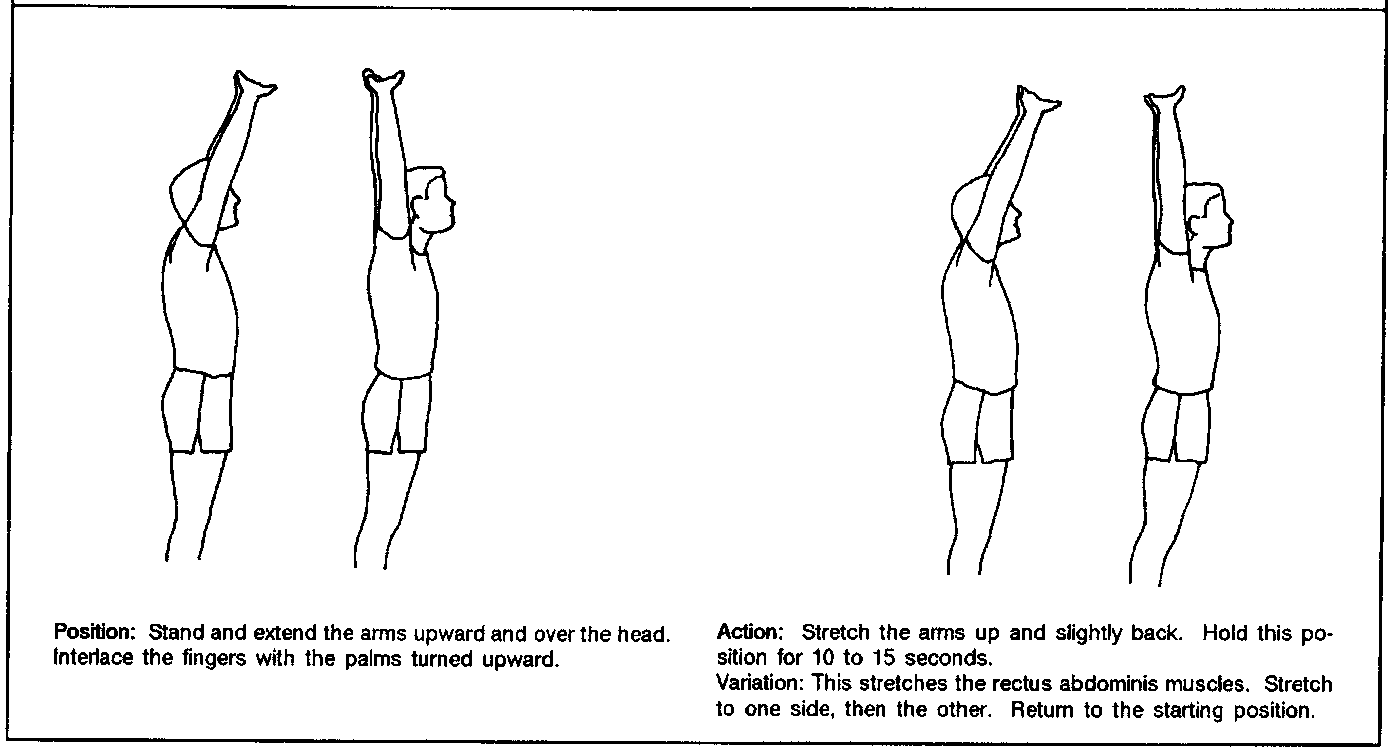 Position: Stand and extend the arms upward and over the head.
Interlace the fingers with the palms turned upward.
Action: Stretch the arms up and slightly back. Hold this po-
sition for 10 to 15 seconds.
Variation: This stretches the rectus abdominis muscles. Stretch
to one side, then the other. Return to the starting position.